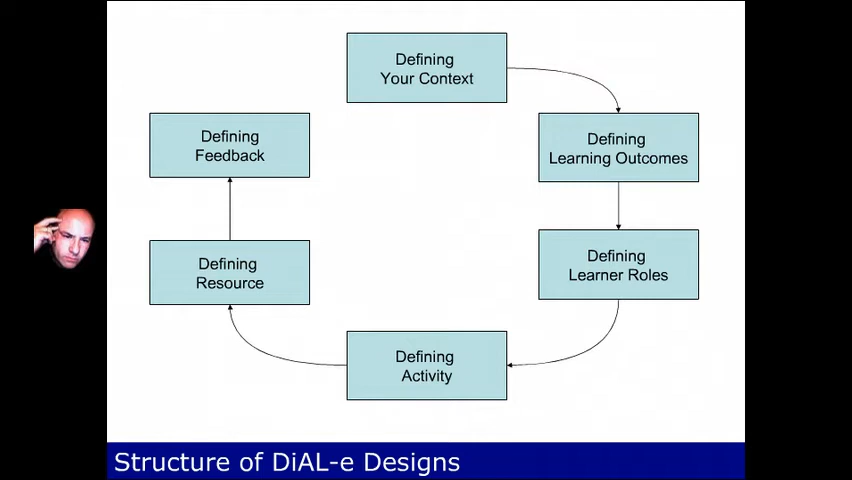 Defining
Your Context
Defining
Learning Outcomes
Defining
Learner Roles
Defining
Activity
Defining
Resource
Defining
Feedback
Structure of DiAL-e Designs